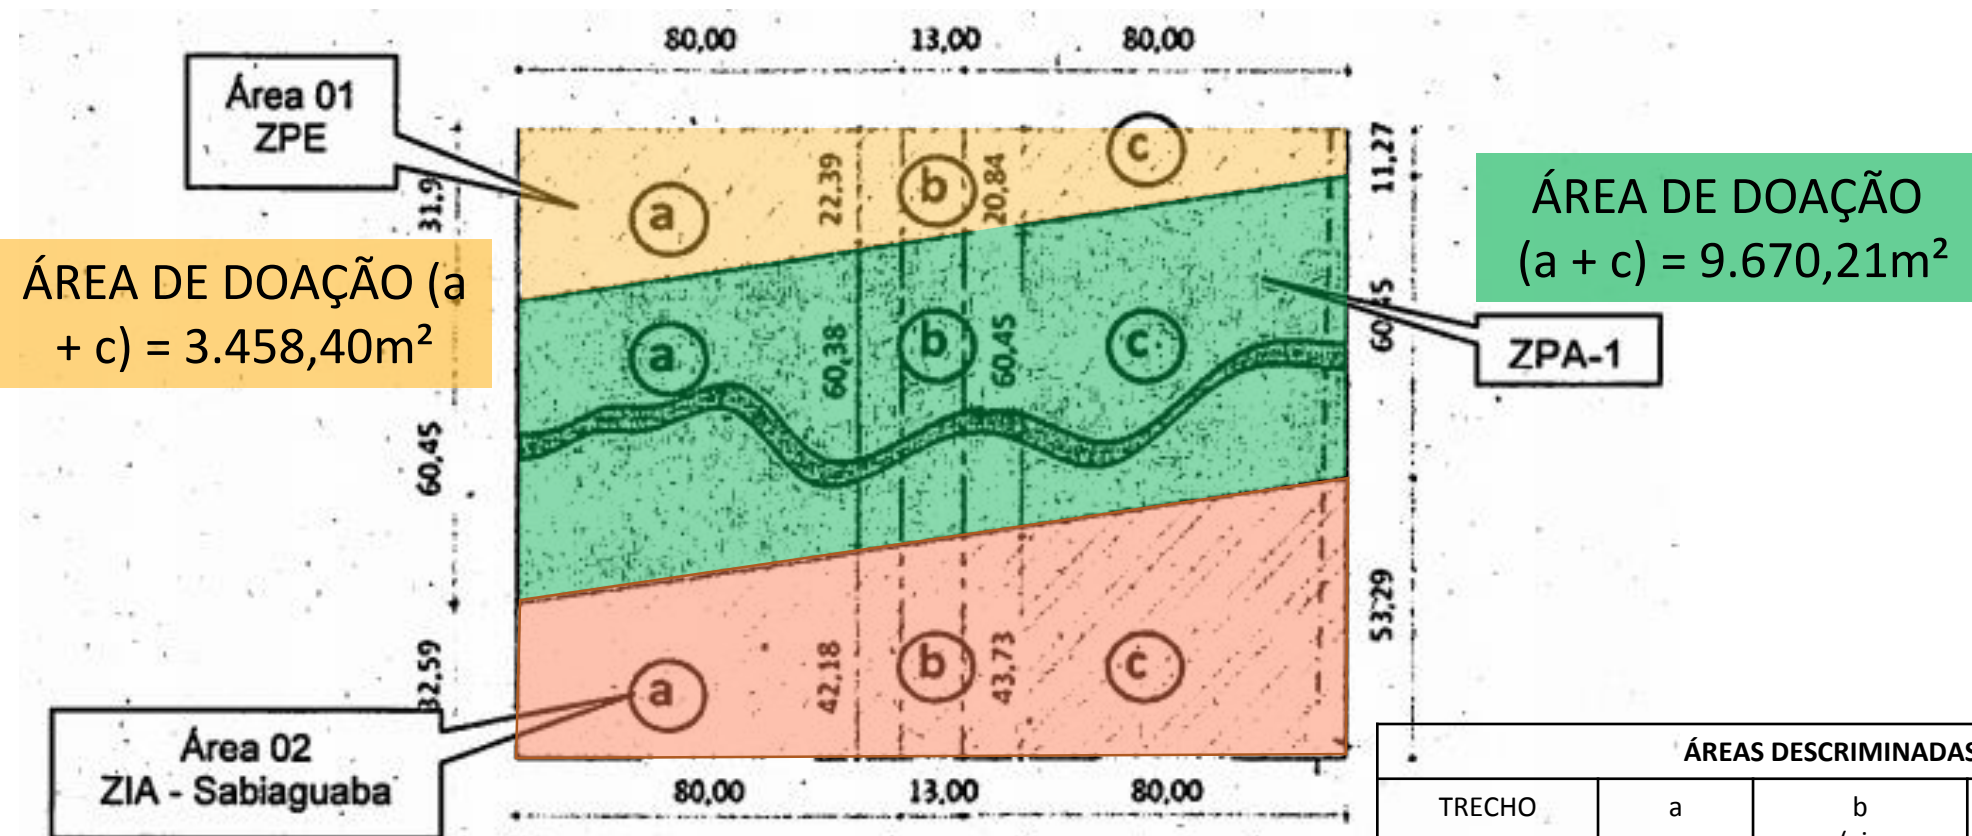 80,00 13,00 80,00
Área 01
ZPE
31,9
a
22,39
b
20,84
c
11,27
ÁREA DE DOAÇÃO (a
+ c) = 3.458,40m²
ÁREA DE DOAÇÃO
(a + c) = 9.670,21m²
a
60,38
b
60,45
c
ZPA-1
60,45
a
42,18
b
43,73
c
53,29
32,59
Área 02
ZIA - Sabiaguaba
80,00 13,00 80,00
ÁREAS DESCRIMINADAS
TRECHO a b